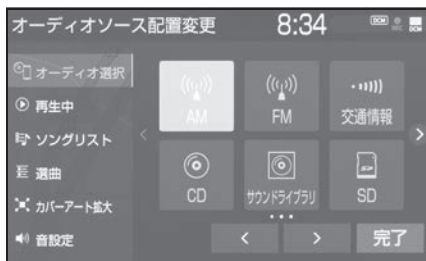 オーディオソース配置変更 8:34 DCM
オーディオ選択
再生中
ソングリスト
選曲
カバーアート拡大
音設定
AM FM 交通情報
CD サウンドライブラリ SD
完了